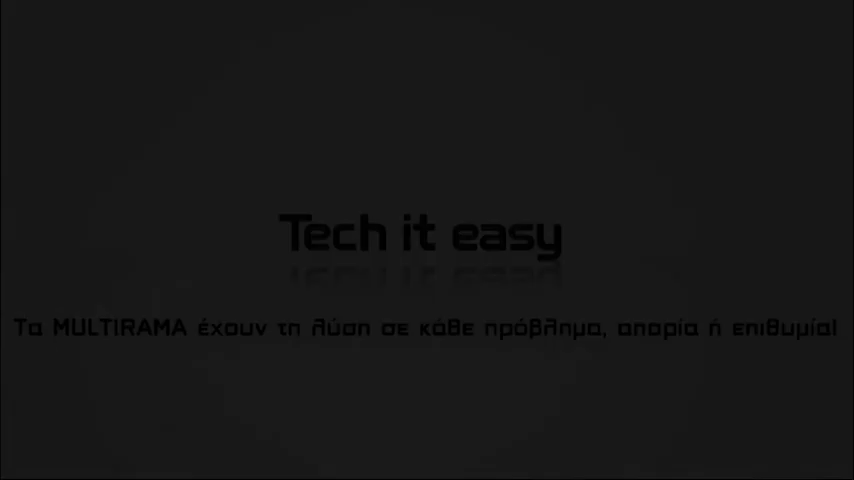 Tech it easy
Τα MULTIRAMA έχουν τη λύση σε κάθε πρόβλημα, απορία ή επιθυμία!